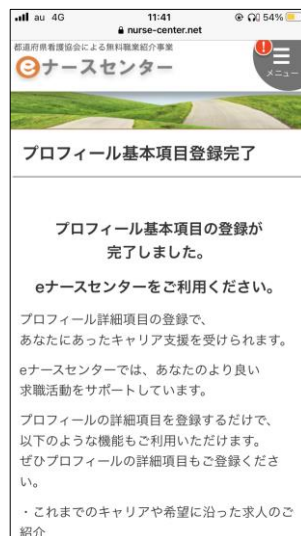 au 4G 11:41 54%
nurse-center.net
都道府県看護協会による無料職業紹介事業
eナースセンター
!
メニュー
プロフィール基本項目登録完了
プロフィール基本項目の登録が
完了しました。
eナースセンターをご利用ください。
プロフィール詳細項目の登録で、
あなたにあったキャリア支援を受けられます。
eナースセンターでは、あなたのより良い
求職活動をサポートしています。
プロフィールの詳細項目を登録するだけで、
以下のような機能もご利用いただけます。
ぜひプロフィールの詳細項目もご登録くださ
い。
・これまでのキャリアや希望に沿った求人のご
紹介